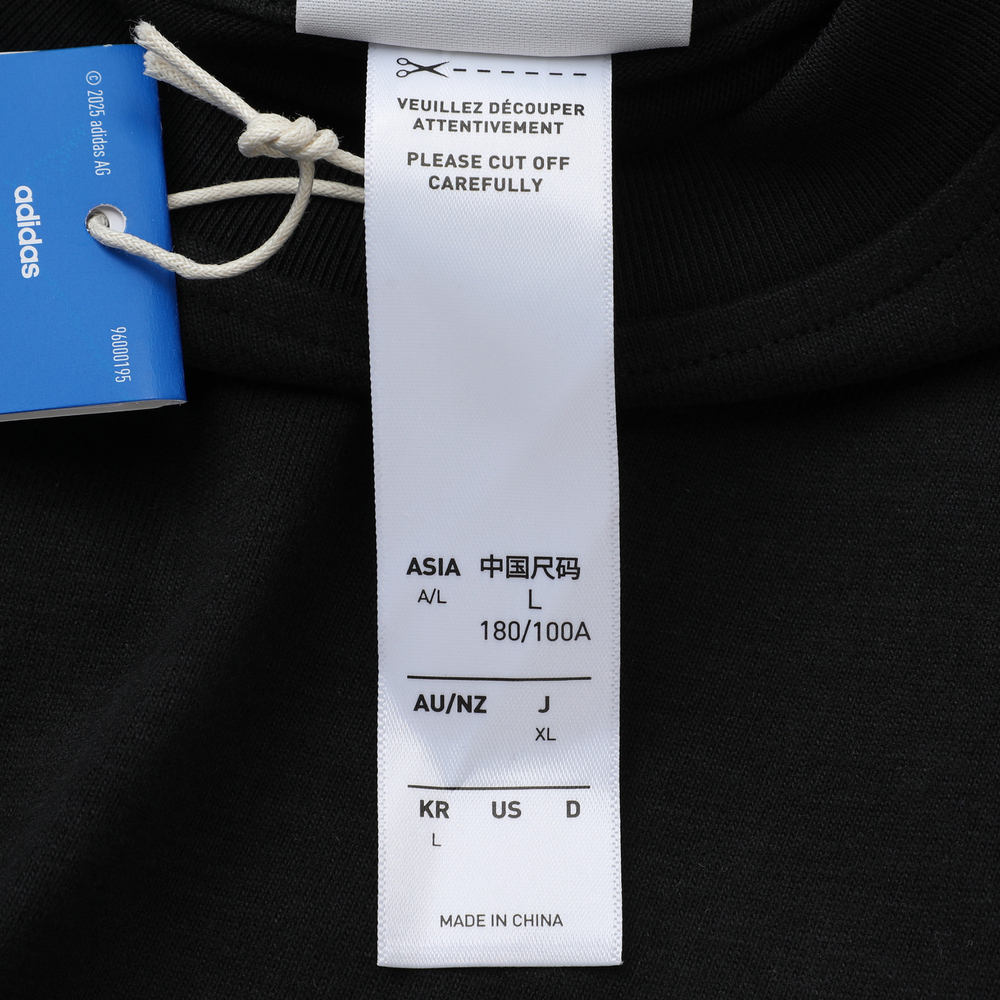 © 2025 adidas AG
adidas
96000195
VEUILLEZ DÉCOUPER
ATTENTIVEMENT
PLEASE CUT OFF
CAREFULLY
ASIA 中国尺码
A/L L
180/100A
AU/NZ J
XL
KR US D
L
MADE IN CHINA